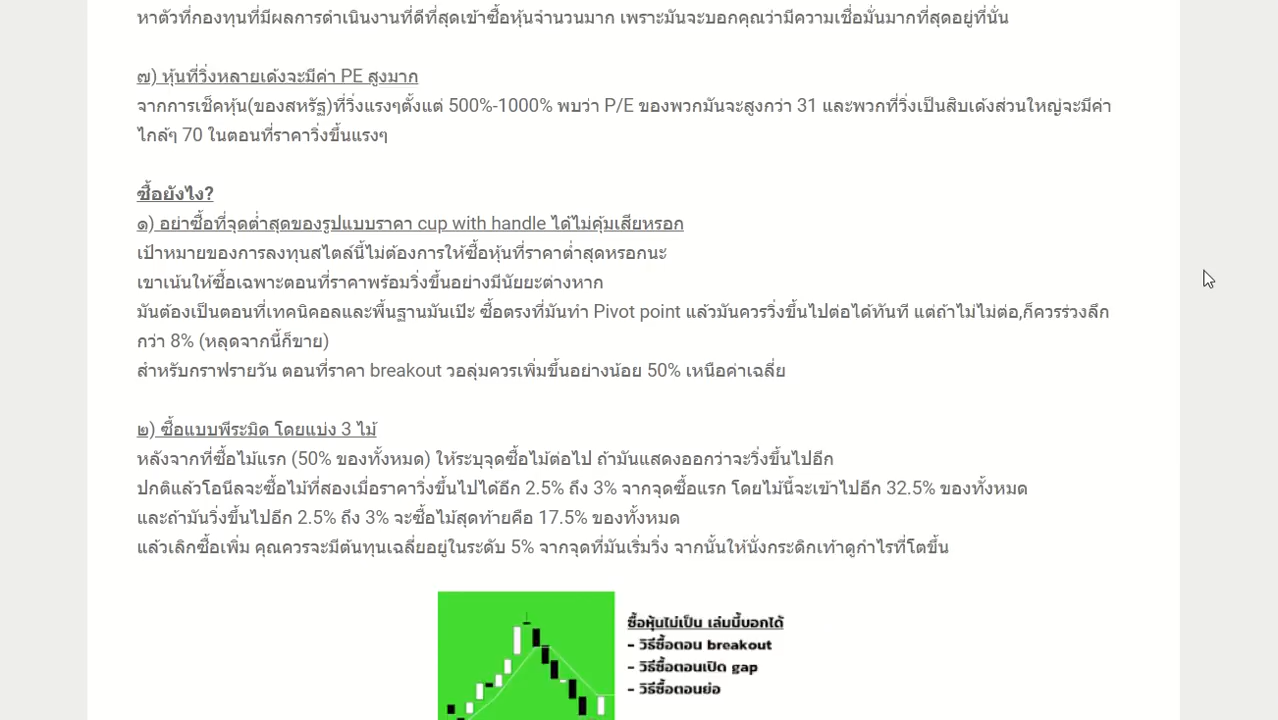 หาตัวที่กองทุนที่มีผลการดำเนินงานที่ดีที่สุดเข้าซื้อหุ้นจำนวนมาก เพราะมันจะบอกคุณว่ามีความเชื่อมั่นมากที่สุดอยู่ที่นั่น
๗) หุ้นที่วิ่งหลายเด้งจะมีค่า PE สูงมาก
จากการเช็คหุ้น(ของสหรัฐ)ที่วิ่งแรงๆตั้งแต่ 500%-1000% พบว่า P/E ของพวกมันจะสูงกว่า 31 และพวกที่วิ่งเป็นสิบเด้งส่วนใหญ่จะมีค่า
ใกล้ๆ 70 ในตอนที่ราคาวิ่งขึ้นแรงๆ
ซื้อยังไง?
๑) อย่าซื้อที่จุดต่ำสุดของรูปแบบราคา cup with handle ได้ไม่คุ้มเสียหรอก
เป้าหมายของการลงทุนสไตล์นี้ไม่ต้องการให้ซื้อหุ้นที่ราคาต่ำสุดหรอกนะ
เขาเน้นให้ซื้อเฉพาะตอนที่ราคาพร้อมวิ่งขึ้นอย่างมีนัยยะต่างหาก
มันต้องเป็นตอนที่เทคนิคอลและพื้นฐานมันเป๊ะ ซื้อตรงที่มันทำ Pivot point แล้วมันควรวิ่งขึ้นไปต่อได้ทันที แต่ถ้าไม่ไม่ต่อ,ก็ควรร่วงลึก
กว่า 8% (หลุดจากนี้ก็ขาย)
สำหรับกราฟรายวัน ตอนที่ราคา breakout วอลุ่มควรเพิ่มขึ้นอย่างน้อย 50% เหนือค่าเฉลี่ย
๒) ซื้อแบบพีระมิด โดยแบ่ง 3 ไม้
หลังจากที่ซื้อไม้แรก (50% ของทั้งหมด) ให้ระบุจุดซื้อไม้ต่อไป ถ้ามันแสดงออกว่าจะวิ่งขึ้นไปอีก
ปกติแล้วโอนีลจะซื้อไม้ที่สองเมื่อราคาวิ่งขึ้นไปได้อีก 2.5% ถึง 3% จากจุดซื้อแรก โดยไม้นี้จะเข้าไปอีก 32.5% ของทั้งหมด
และถ้ามันวิ่งขึ้นไปอีก 2.5% ถึง 3% จะซื้อไม้สุดท้ายคือ 17.5% ของทั้งหมด
แล้วเลิกซื้อเพิ่ม คุณควรจะมีต้นทุนเฉลี่ยอยู่ในระดับ 5% จากจุดที่มันเริ่มวิ่ง จากนั้นให้นั่งกระดิกเท้าดูกำไรที่โตขึ้น
ซื้อหุ้นไม่เป็น เล่มนี้บอกได้
- วิธีซื้อตอน breakout
- วิธีซื้อตอนเปิด gap
- วิธีซื้อตอนย่อ